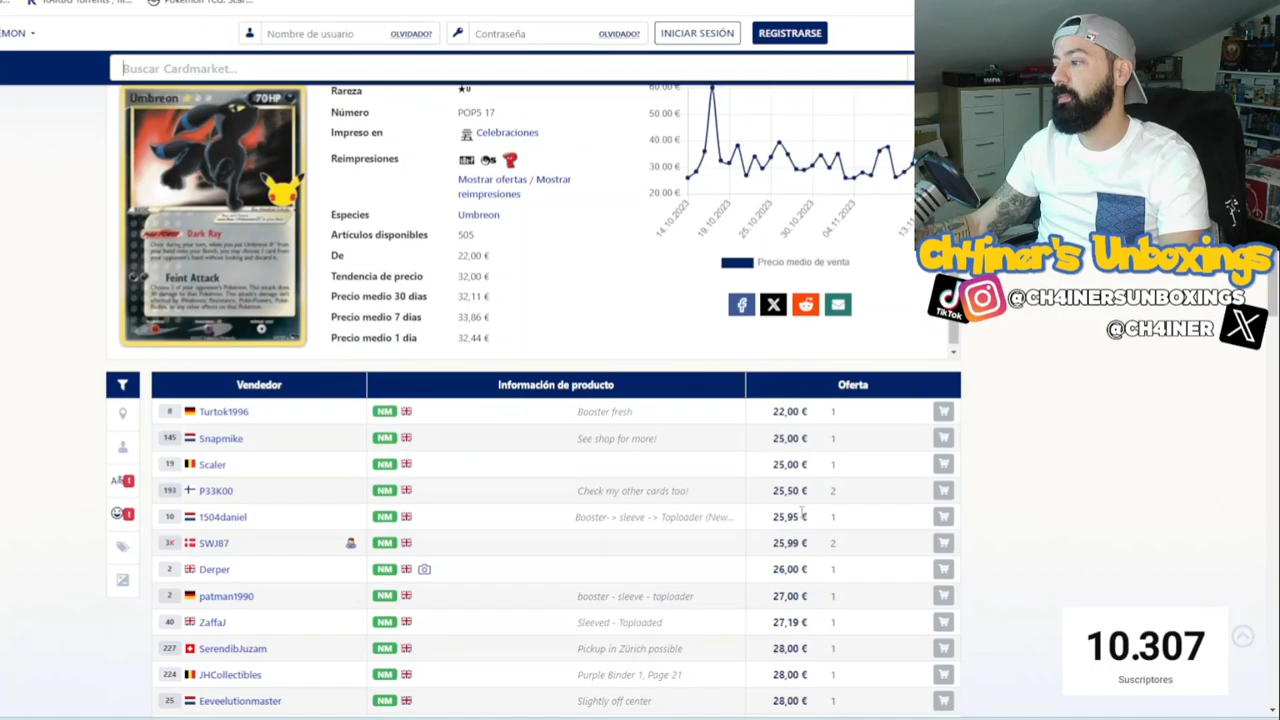 KARBO Torrents , ...
Pokémon TCG: Scar...
ÉMON
Nombre de usuario
OLVIDADO?
Contraseña
OLVIDADO?
INICIAR SESIÓN
REGISTRARSE
Buscar Cardmarket...
Umbreon 70 HP
Dark Ray
Feint Attack
Rareza
Número POP5 17
Impreso en Celebraciones
Reimpresiones
Mostrar ofertas / Mostrar
reimpresiones
Especies Umbreon
Artículos disponibles 505
De 22,00 €
Tendencia de precio 32,00 €
Precio medio 30 días 32,11 €
Precio medio 7 días 33,86 €
Precio medio 1 día 32,44 €
60.00 €
50.00 €
40.00 €
30.00 €
20.00 €
14.10.2023
19.10.2023
25.10.2023
30.10.2023
04.11.2023
Precio medio de venta
Vendedor Información de producto Oferta
8 Turtok1996 NM Booster fresh 22,00 € 1
145 Snapmike NM See shop for more! 25,00 € 1
19 Scaler NM 25,00 € 1
193 P33K00 NM Check my other cards too! 25,50 € 2
10 1504daniel NM Booster-> sleeve -> Toploader (New... 25,95 € 1
3K SWJ87 NM 25,99 € 2
2 Derper NM 26,00 € 1
2 patman1990 NM booster - sleeve - toploader 27,00 € 1
40 ZaffaJ NM Sleeved - Toploaded 27,19 € 1
227 SerendibJuzam NM Pickup in Zürich possible 28,00 € 1
224 JHCollectibles NM Purple Binder 1, Page 21 28,00 € 1
25 Eeveelutionmaster NM Slightly off center 28,00 € 1
Ch4iner's Unboxings
TikTok
@CH4INERSUNBOXINGS
@CH4INER
10.307
Suscriptores